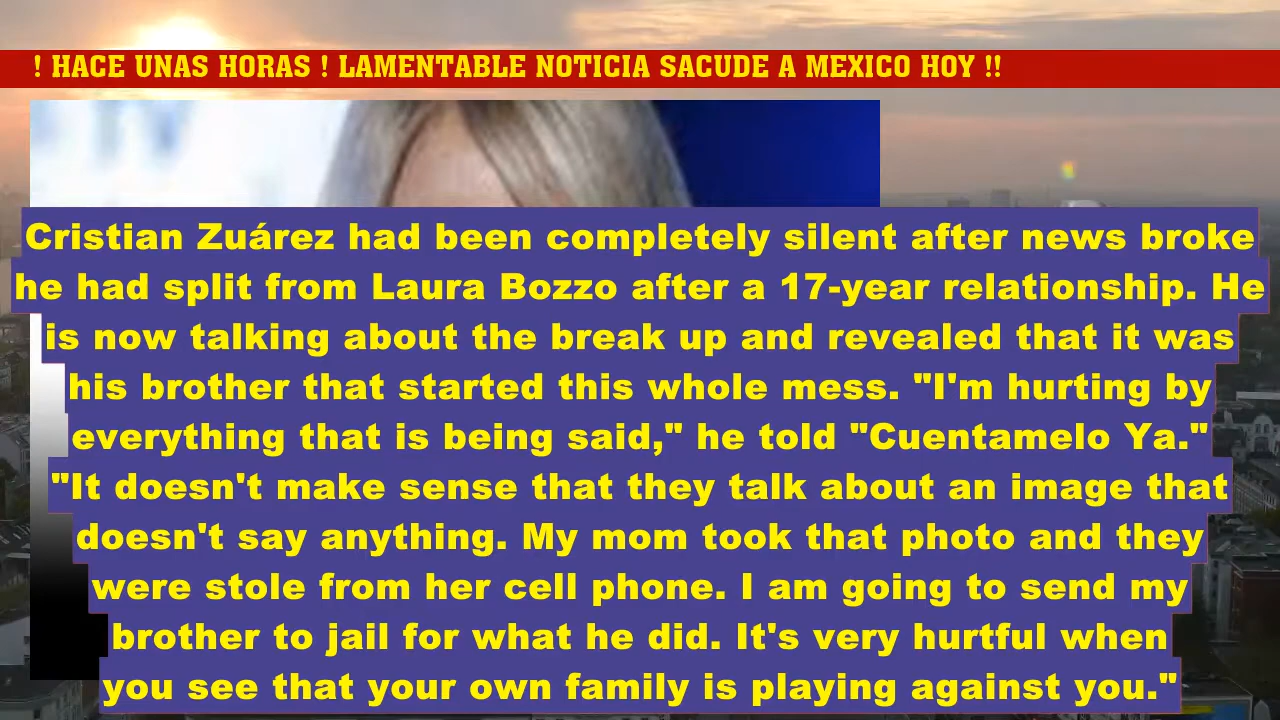 ! HACE UNAS HORAS ! LAMENTABLE NOTICIA SACUDE A MEXICO HOY !!
Cristian Zuárez had been completely silent after news broke
he had split from Laura Bozzo after a 17-year relationship. He
is now talking about the break up and revealed that it was
his brother that started this whole mess. "I'm hurting by
everything that is being said," he told "Cuentamelo Ya."
"It doesn't make sense that they talk about an image that
doesn't say anything. My mom took that photo and they
were stole from her cell phone. I am going to send my
brother to jail for what he did. It's very hurtful when
you see that your own family is playing against you."